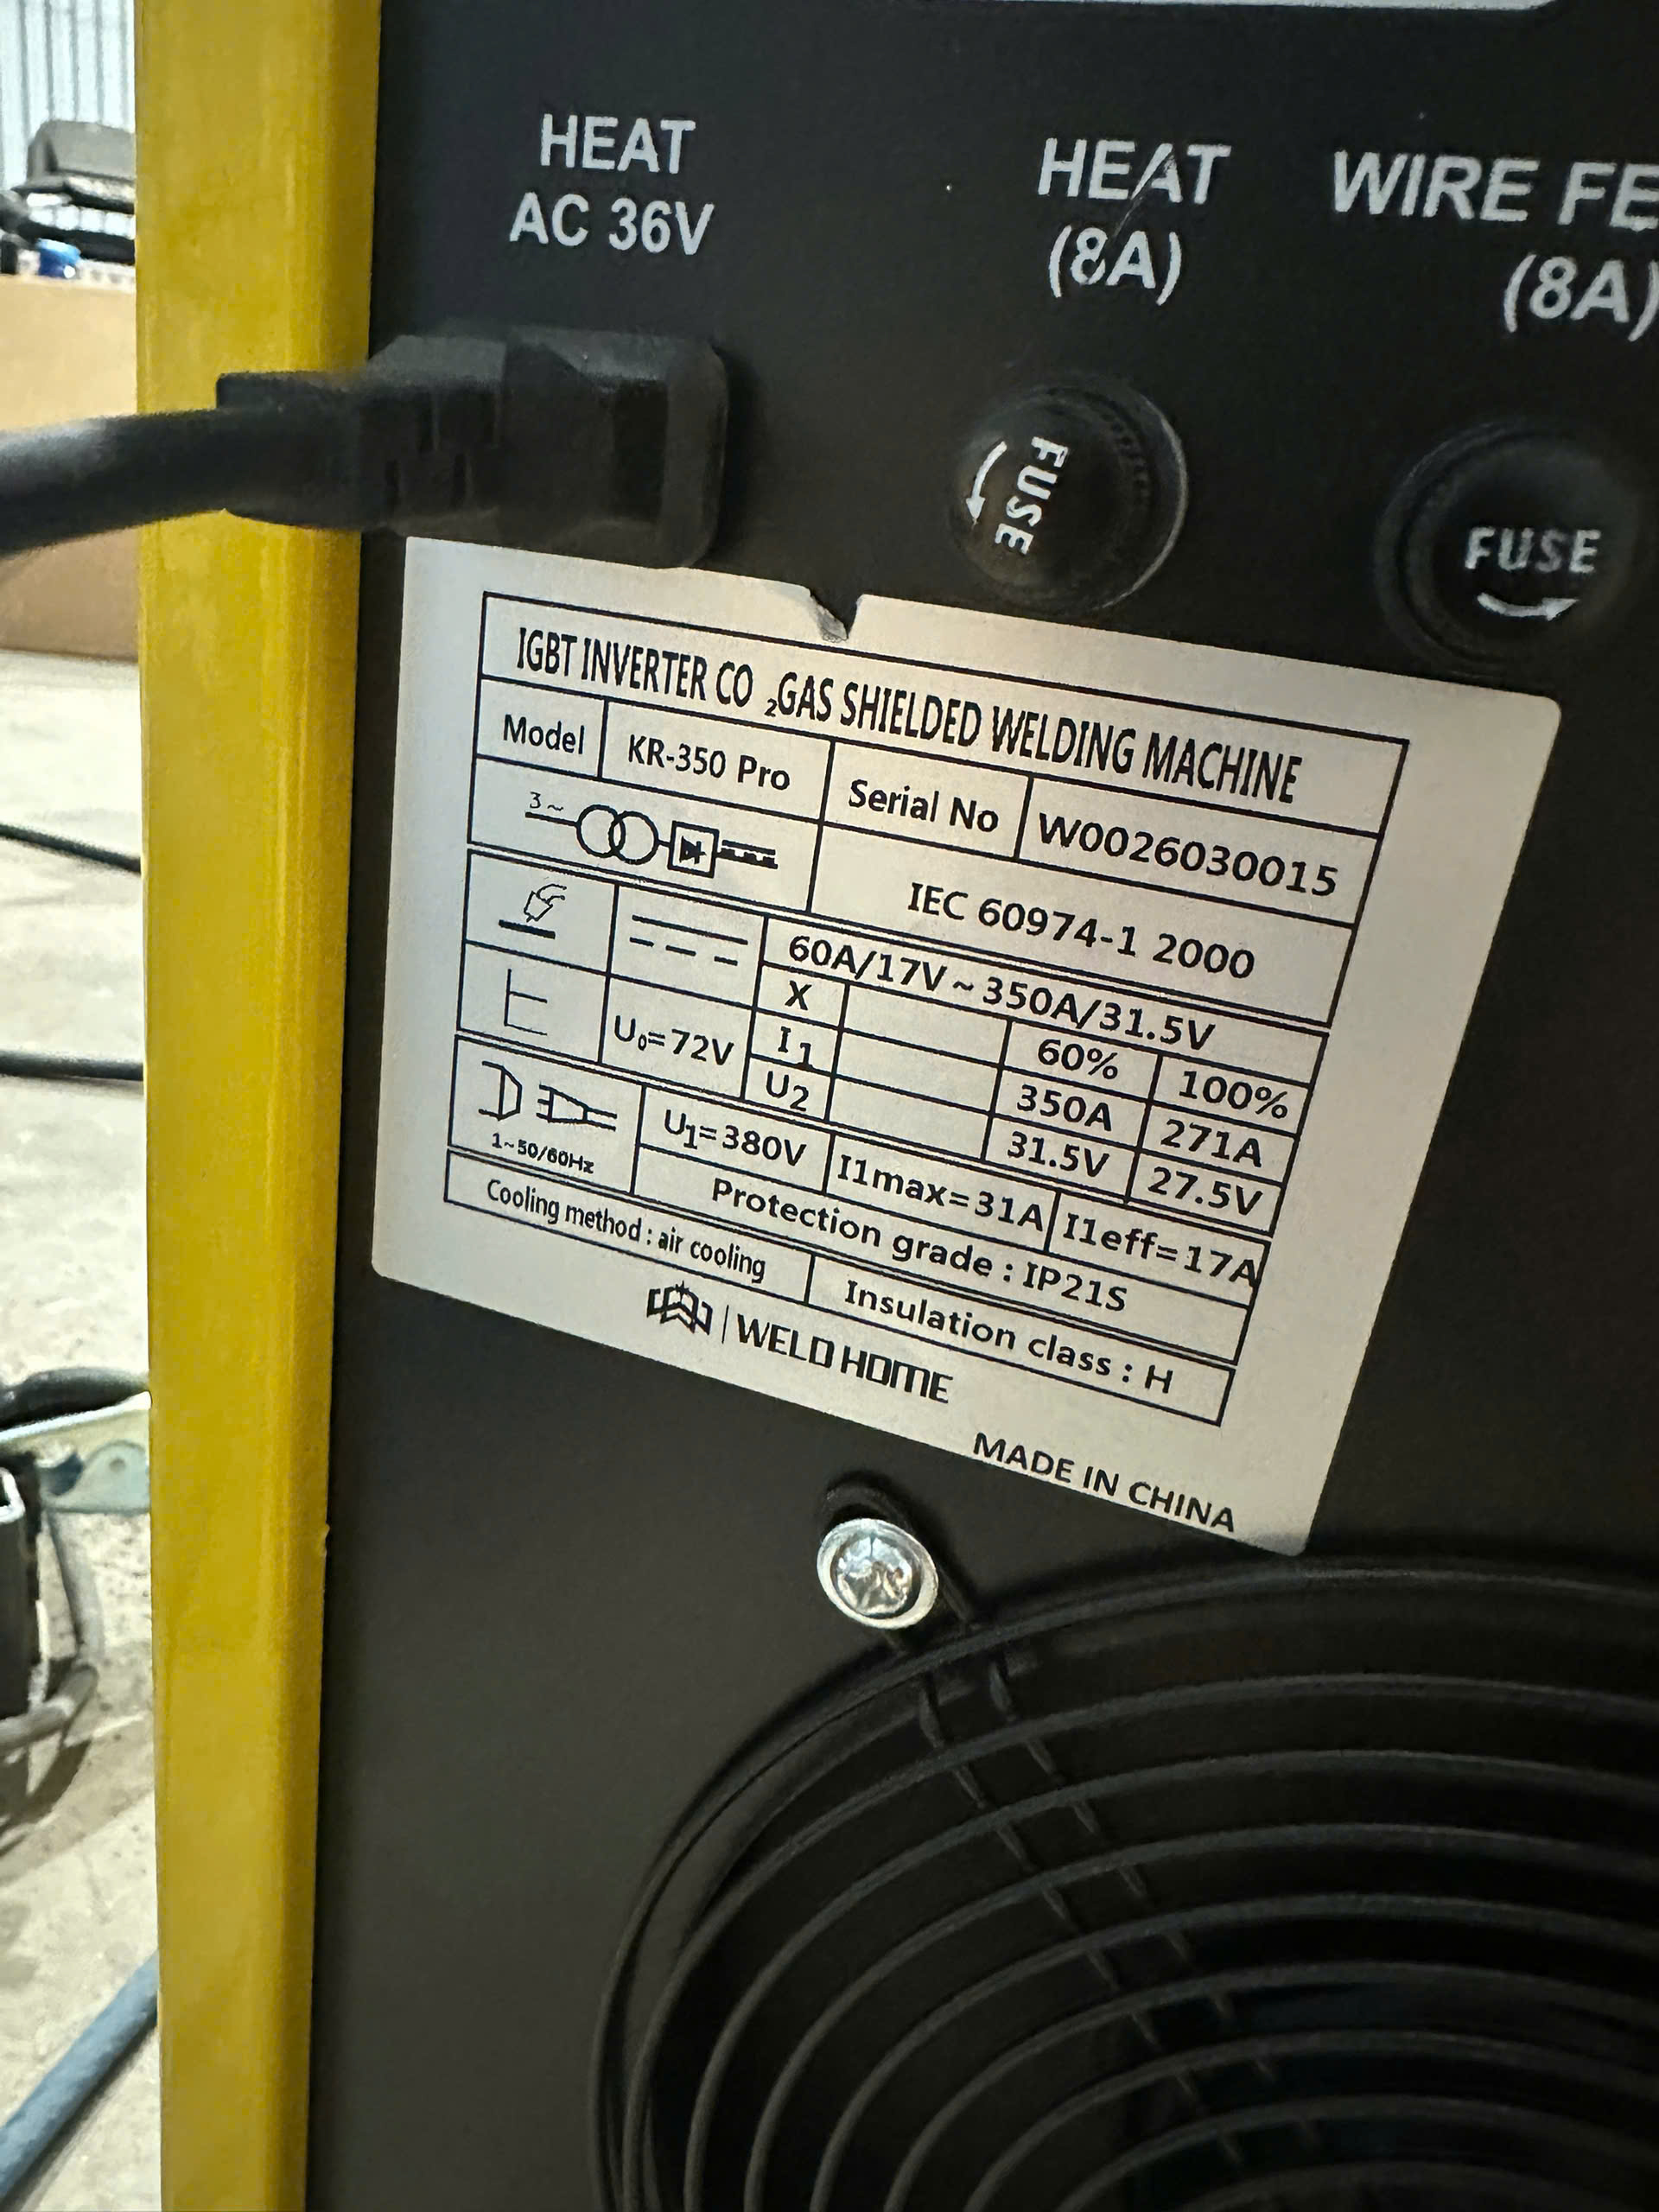 HEAT
AC 36V
HEAT
(8A)
WIRE FE
(8A)
FUSE
FUSE
IGBT INVERTER CO ₂GAS SHIELDED WELDING MACHINE
Model KR-350 Pro Serial No W0026030015
3~
IEC 60974-1 2000
60A/17V~350A/31.5V
X 60% 100%
U₀=72V
I1 350A 271A
U2 31.5V 27.5V
1~50/60Hz
U1=380V I1max=31A I1eff=17A
Protection grade : IP21S
Cooling method : air cooling Insulation class : H
WELD HOME
MADE IN CHINA